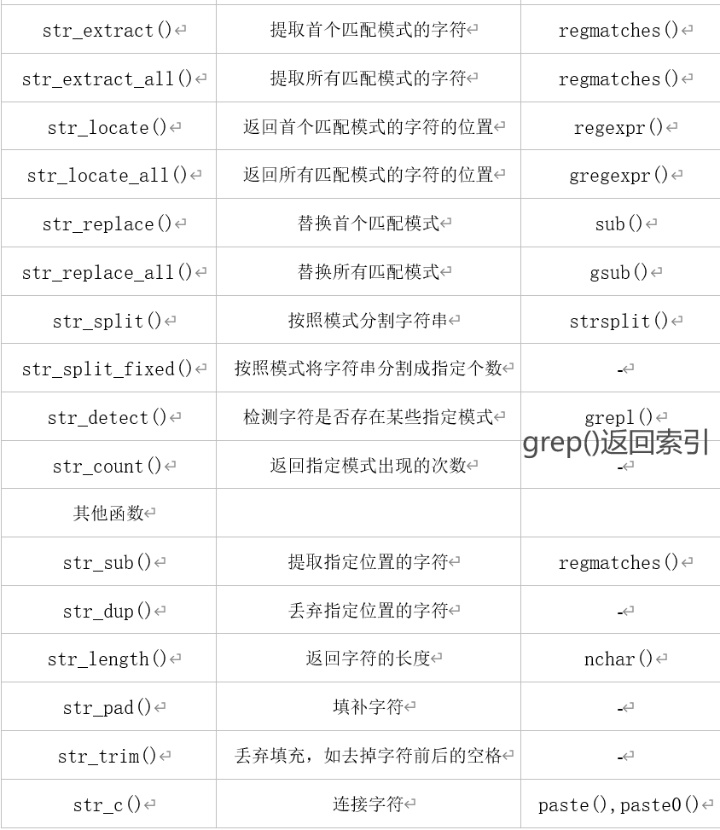 str_extract()↵ 提取首个匹配模式的字符↵ regmatches()↵
str_extract_all()↵ 提取所有匹配模式的字符↵ regmatches()↵
str_locate()↵ 返回首个匹配模式的字符的位置↵ regexpr()↵
str_locate_all()↵ 返回所有匹配模式的字符的位置↵ gregexpr()↵
str_replace()↵ 替换首个匹配模式↵ sub()↵
str_replace_all()↵ 替换所有匹配模式↵ gsub()↵
str_split()↵ 按照模式分割字符串↵ strsplit()↵
str_split_fixed()↵ 按照模式将字符串分割成指定个数↵ -↵
str_detect()↵ 检测字符是否存在某些指定模式↵ grepl()↵
grep()返回索引
str_count()↵ 返回指定模式出现的次数↵ -↵
其他函数↵
str_sub()↵ 提取指定位置的字符↵ regmatches()↵
str_dup()↵ 丢弃指定位置的字符↵ -↵
str_length()↵ 返回字符的长度↵ nchar()↵
str_pad()↵ 填补字符↵ -↵
str_trim()↵ 丢弃填充，如去掉字符前后的空格↵ -↵
str_c()↵ 连接字符↵ paste(),paste0()↵